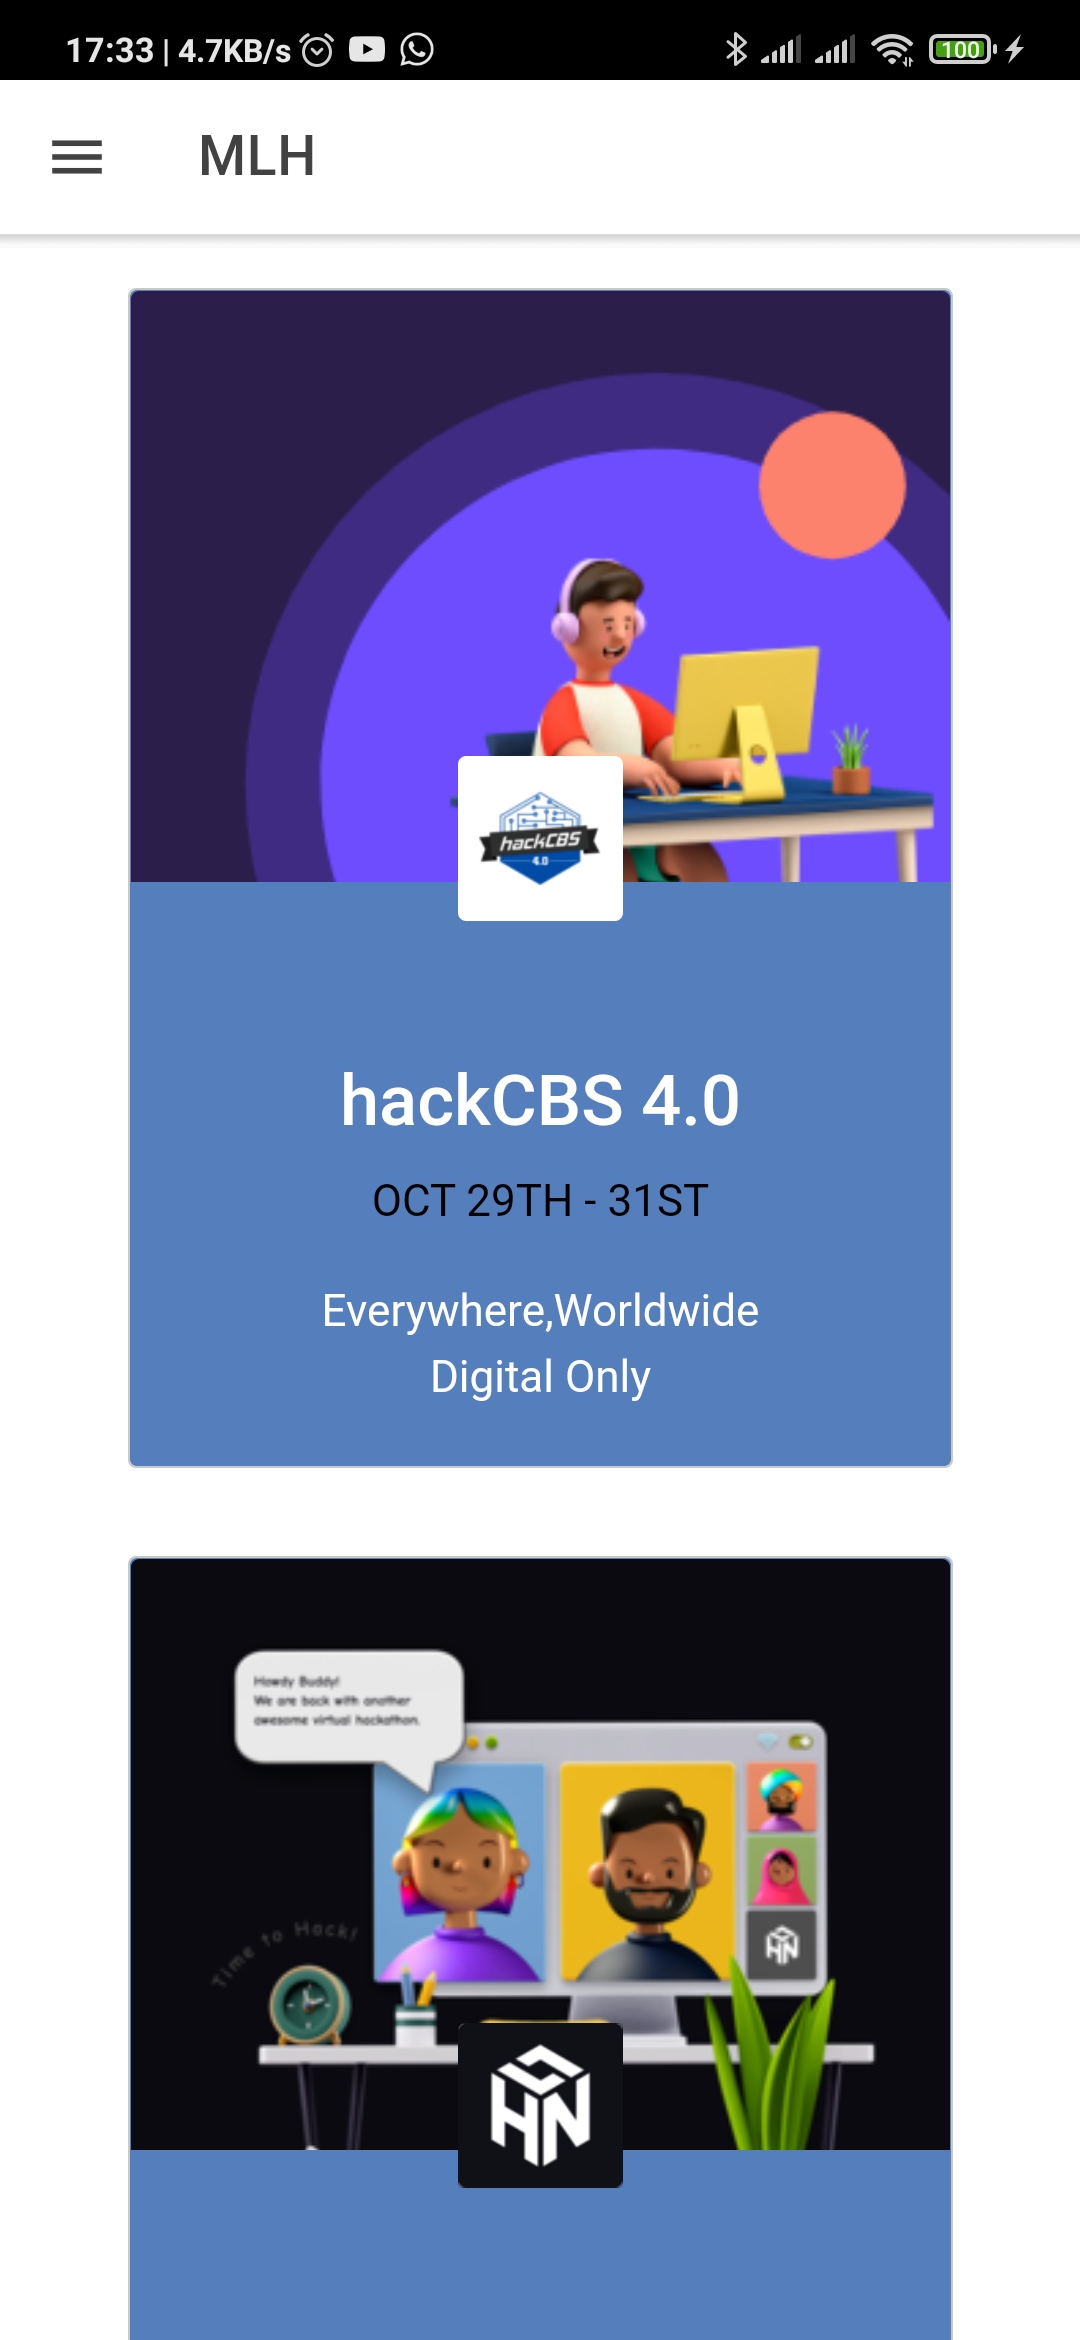 17:33 | 4.7KB/s
100
MLH
hackCBS
4.0
hackCBS 4.0
OCT 29TH - 31ST
Everywhere,Worldwide
Digital Only
Howdy Buddy!
We are back with another
awesome virtual hackathon.
Time to Hack!
HN
HN